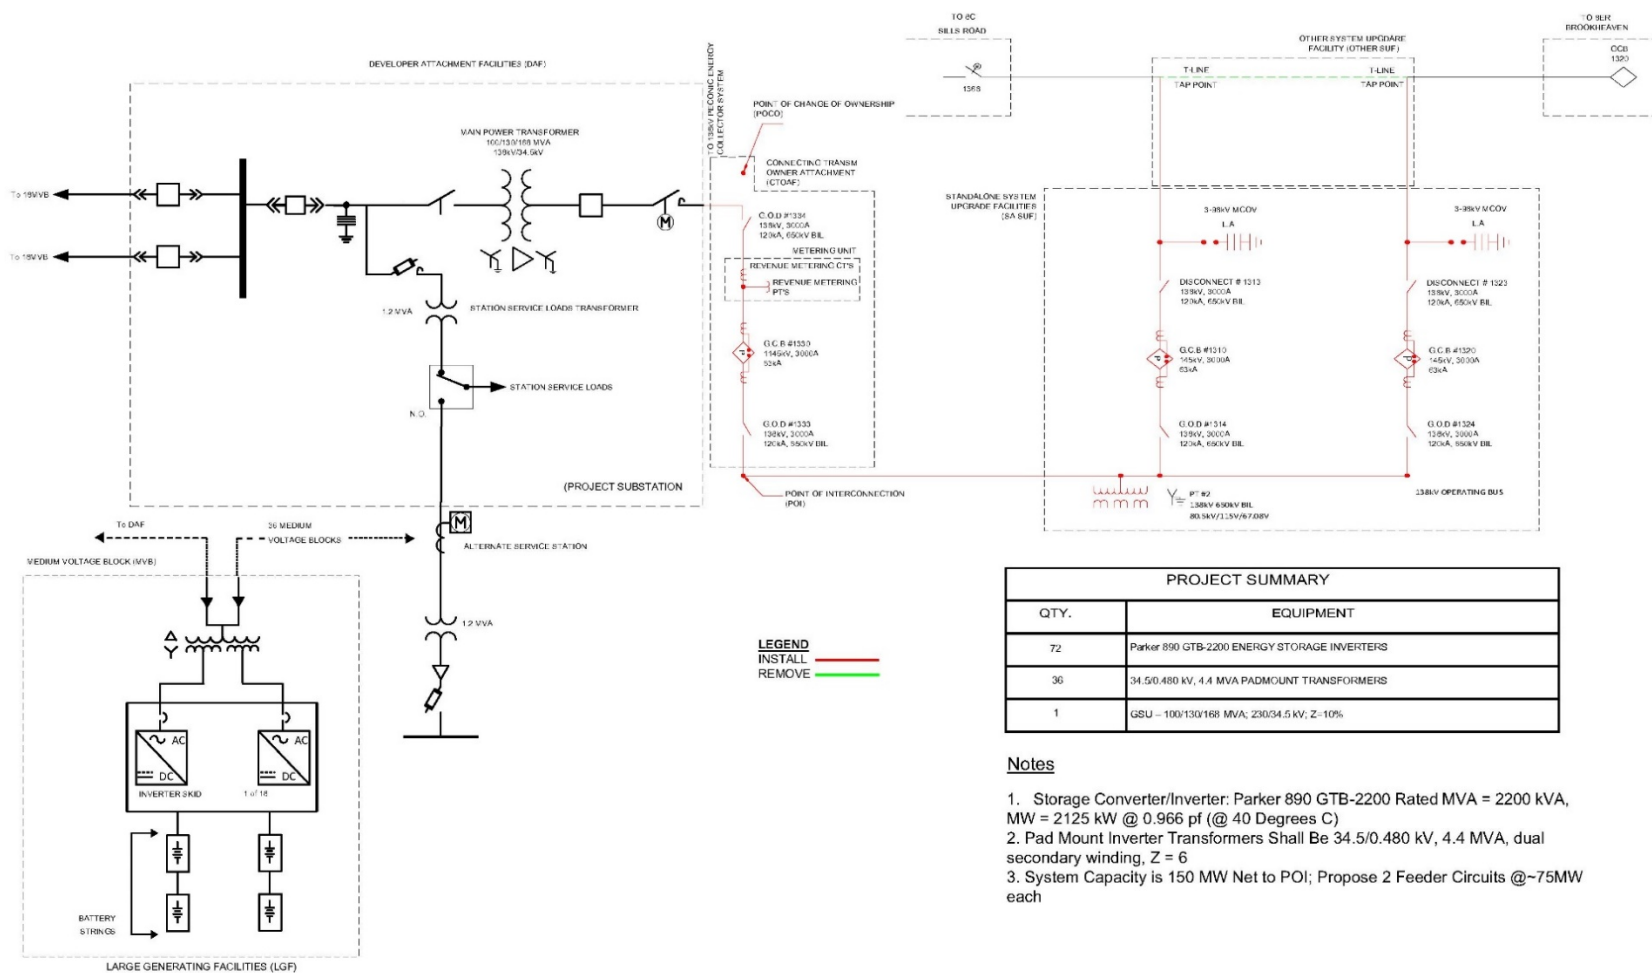 TO 8C
SILLS ROAD
TO 8ER
BROOKHEAVEN
OTHER SYSTEM UPGDARE
FACILITY (OTHER SUF)
OCB
1320
T-LINE
TAP POINT
T-LINE
TAP POINT
DEVELOPER ATTACHMENT FACILITIES (DAF)
TO 138kV PECONIC ENERGY
COLLECTOR SYSTEM
POINT OF CHANGE OF OWNERSHIP
(POCO)
MAIN POWER TRANSFORMER
100/130/168 MVA
138kV/34.5kV
CONNECTING TRANSM
OWNER ATTACHMENT
(CTOAF)
To 18MVB
To 18MVB
M
STANDALONE SYSTEM
UPGRADE FACILITIES
(SA SUF)
3-98kV MCOV
L.A
3-98kV MCOV
L.A
138kV, 3000A
120kA, 650kV BIL
METERING UNIT
REVENUE METERING CT'S
REVENUE METERING
PT'S
DISCONNECT # 1313
138kV, 3000A
120kA, 650kV BIL
DISCONNECT # 1323
138kV, 3000A
120kA, 650kV BIL
1.2 MVA
STATION SERVICE LOADS TRANSFORMER
G.C.B #1330
1145kV, 3000A
P
G.C.B #1310
145kV, 3000A
63kA
P
G.C.B #1320
145kV, 3000A
63kA
P
STATION SERVICE LOADS
N.O.
G.O.D #1333
138kV, 3000A
120kA, 550kV BIL
G.O.D #1314
138kV, 3000A
120kA, 650kV BIL
G.O.D #1324
138kV, 3000A
120kA, 650kV BIL
(PROJECT SUBSTATION
POINT OF INTERCONNECTION
(POI)
PT #2
138kV 650kV BIL
80.5kV/115V/67.08V
138kV OPERATING BUS
To DAF
36 MEDIUM
VOLTAGE BLOCKS
M
ALTERNATE SERVICE STATION
MEDIUM VOLTAGE BLOCK (MVB)
1.2 MVA
LEGEND
INSTALL
REMOVE
AC
DC
AC
DC
INVERTER SKID
1 of 18
BATTERY
STRINGS
LARGE GENERATING FACILITIES (LGF)
PROJECT SUMMARY
QTY. EQUIPMENT
72 Parker 890 GTB-2200 ENERGY STORAGE INVERTERS
36 34.5/0.480 kV, 4.4 MVA PADMOUNT TRANSFORMERS
1 GSU – 100/130/168 MVA; 230/34.5 kV; Z=10%
Notes
1. Storage Converter/Inverter: Parker 890 GTB-2200 Rated MVA = 2200 kVA,
MW = 2125 kW @ 0.966 pf (@ 40 Degrees C)
2. Pad Mount Inverter Transformers Shall Be 34.5/0.480 kV, 4.4 MVA, dual
secondary winding, Z = 6
3. System Capacity is 150 MW Net to POI; Propose 2 Feeder Circuits @~75MW
each